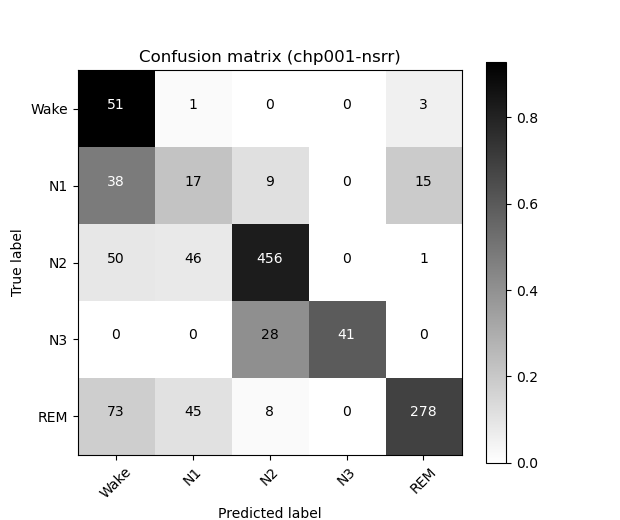 Confusion matrix (chp001-nsrr)
Wake 51 1 0 0 3
N1 38 17 9 0 15
N2 50 46 456 0 1
N3 0 0 28 41 0
REM 73 45 8 0 278
Wake N1 N2 N3 REM
Predicted label
True label
0.8
0.6
0.4
0.2
0.0